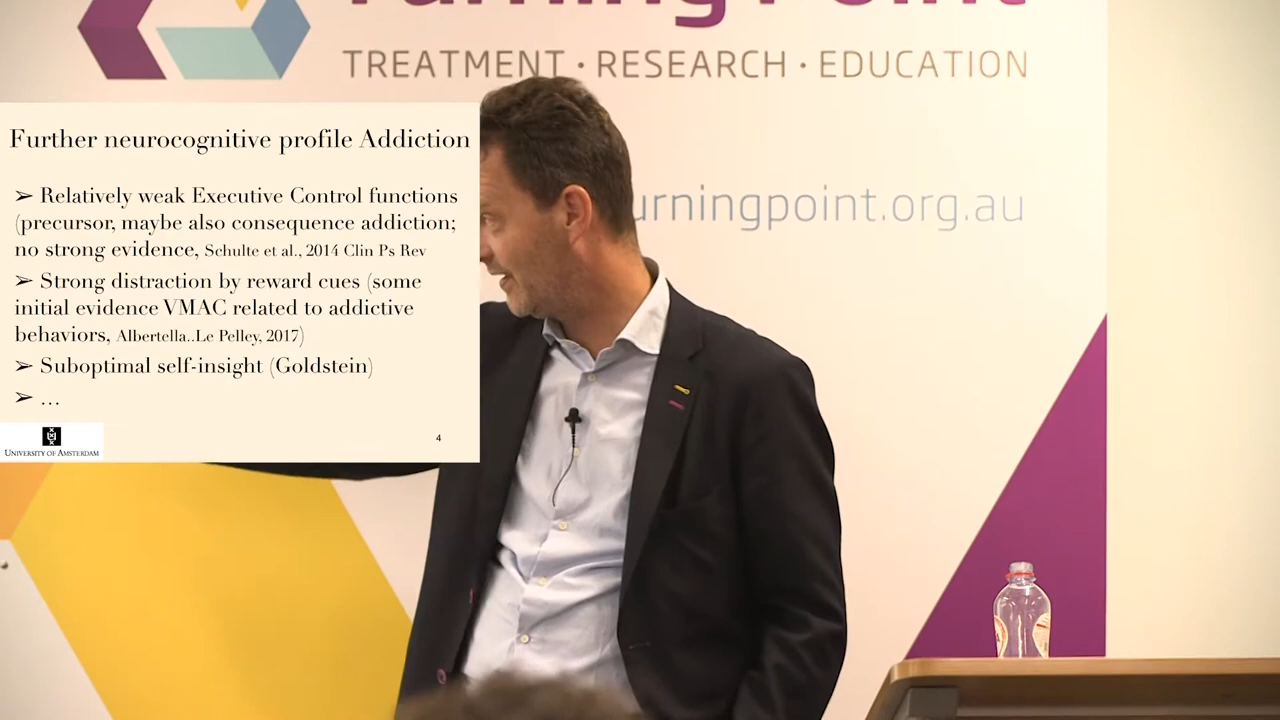 Turning Point
TREATMENT · RESEARCH · EDUCATION
urningpoint.org.au
Further neurocognitive profile Addiction
➢ Relatively weak Executive Control functions
(precursor, maybe also consequence addiction;
no strong evidence, Schulte et al., 2014 Clin Ps Rev
➢ Strong distraction by reward cues (some
initial evidence VMAC related to addictive
behaviors, Albertella..Le Pelley, 2017)
➢ Suboptimal self-insight (Goldstein)
➢ …
4
UNIVERSITY OF AMSTERDAM